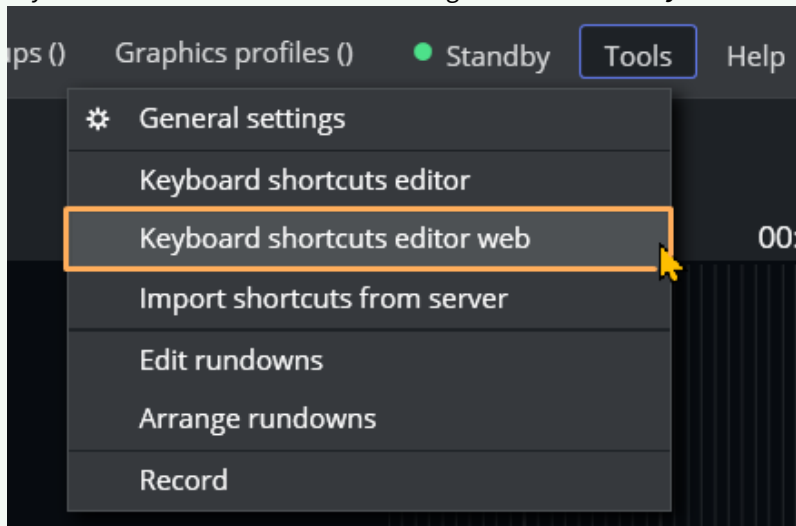 ups () Graphics profiles () Standby Tools Help
General settings
Keyboard shortcuts editor
Keyboard shortcuts editor web
00:
Import shortcuts from server
Edit rundowns
Arrange rundowns
Record